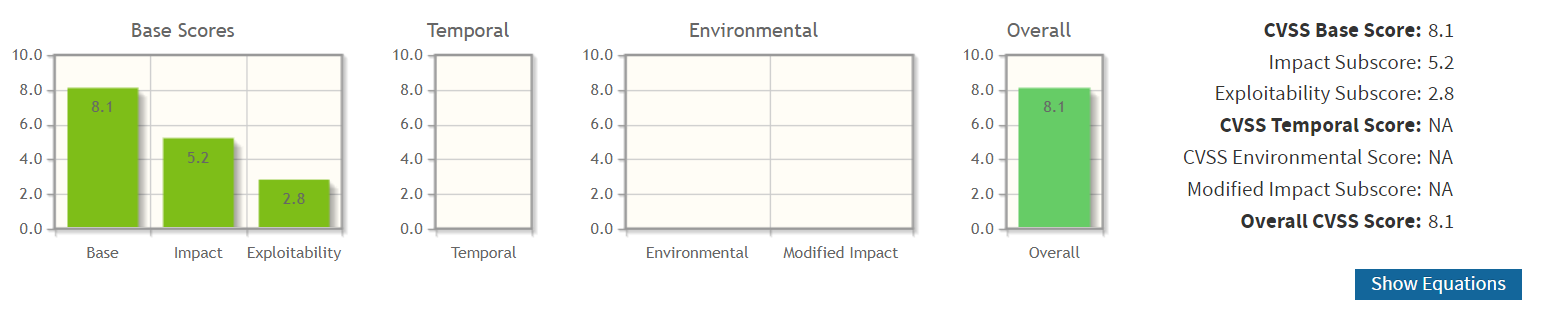 Base Scores
10.0
8.0
6.0
4.0
2.0
0.0
8.1
5.2
2.8
Base Impact Exploitability
Temporal
10.0
8.0
6.0
4.0
2.0
0.0
Temporal
Environmental
10.0
8.0
6.0
4.0
2.0
0.0
Environmental Modified Impact
Overall
10.0
8.0
6.0
4.0
2.0
0.0
8.1
Overall
CVSS Base Score: 8.1
Impact Subscore: 5.2
Exploitability Subscore: 2.8
CVSS Temporal Score: NA
CVSS Environmental Score: NA
Modified Impact Subscore: NA
Overall CVSS Score: 8.1
Show Equations